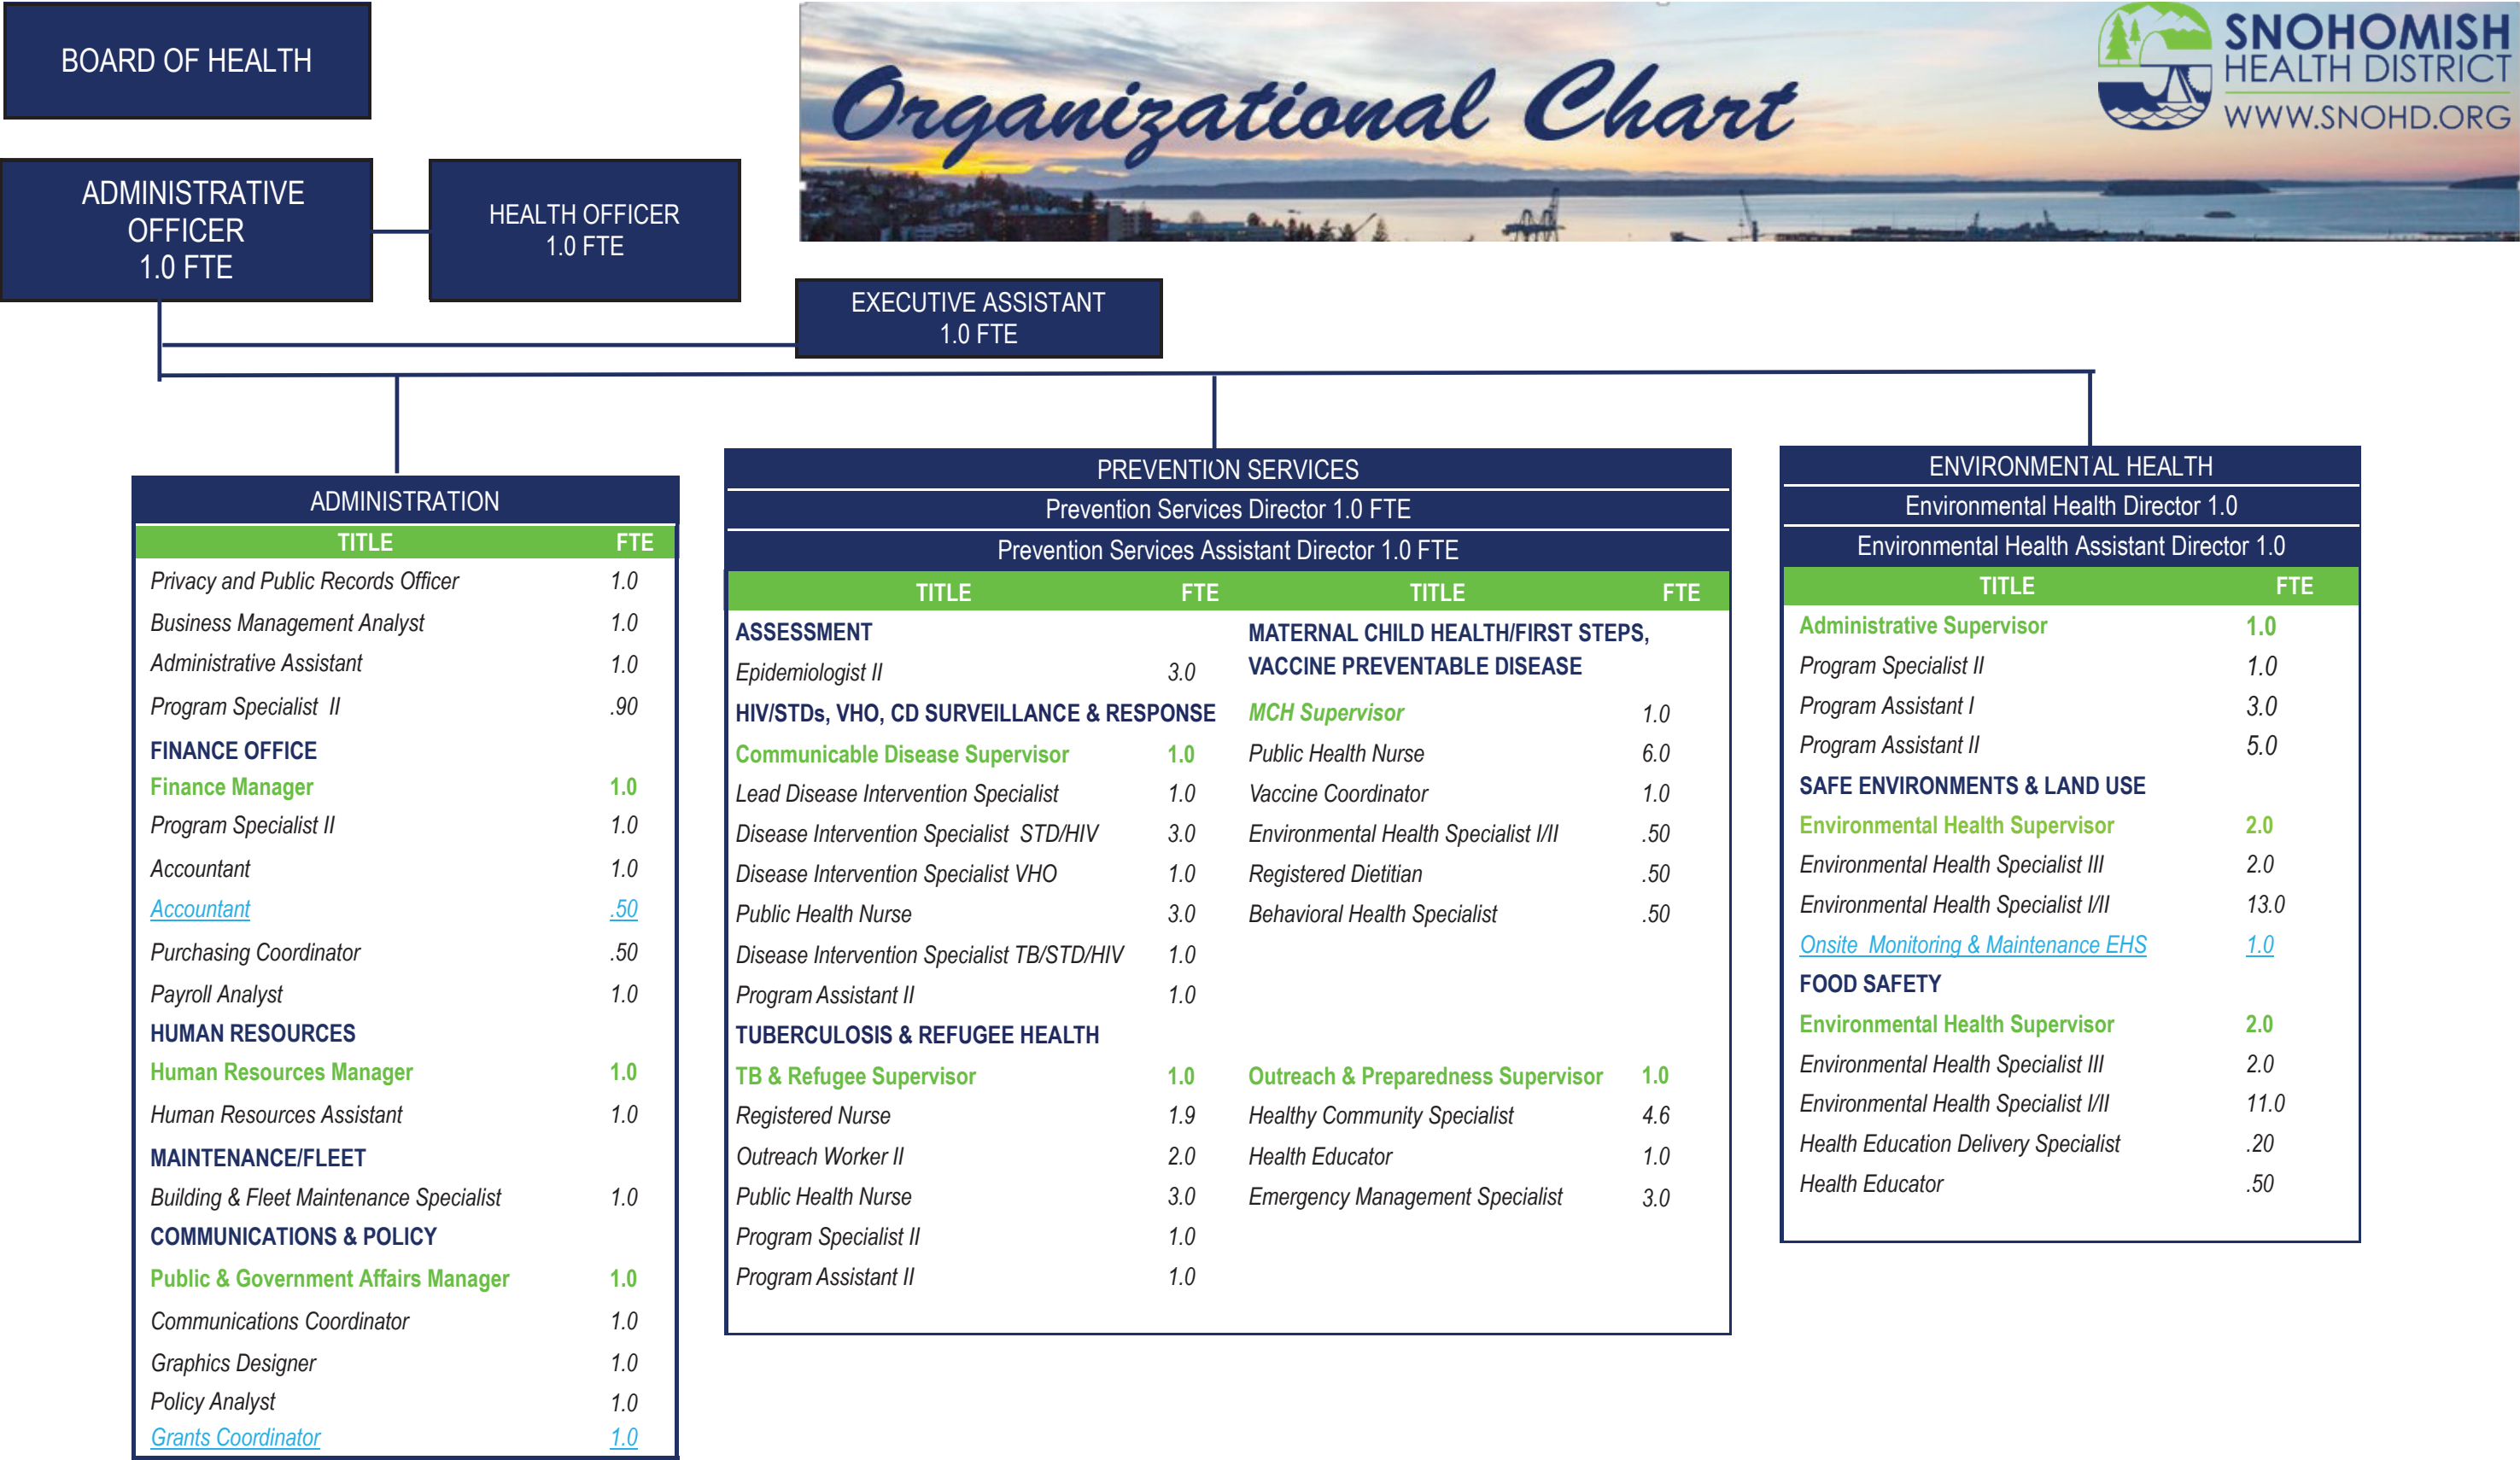 BOARD OF HEALTH
Organizational Chart
SNOHOMISH
HEALTH DISTRICT
WWW.SNOHD.ORG
ADMINISTRATIVE
OFFICER
1.0 FTE
HEALTH OFFICER
1.0 FTE
EXECUTIVE ASSISTANT
1.0 FTE
ADMINISTRATION
TITLE FTE
Privacy and Public Records Officer 1.0
Business Management Analyst 1.0
Administrative Assistant 1.0
Program Specialist II .90
FINANCE OFFICE
Finance Manager 1.0
Program Specialist II 1.0
Accountant 1.0
Accountant .50
Purchasing Coordinator .50
Payroll Analyst 1.0
HUMAN RESOURCES
Human Resources Manager 1.0
Human Resources Assistant 1.0
MAINTENANCE/FLEET
Building & Fleet Maintenance Specialist 1.0
COMMUNICATIONS & POLICY
Public & Government Affairs Manager 1.0
Communications Coordinator 1.0
Graphics Designer 1.0
Policy Analyst 1.0
Grants Coordinator 1.0
PREVENTION SERVICES
Prevention Services Director 1.0 FTE
Prevention Services Assistant Director 1.0 FTE
TITLE FTE TITLE FTE
ASSESSMENT
Epidemiologist II 3.0
HIV/STDs, VHO, CD SURVEILLANCE & RESPONSE
Communicable Disease Supervisor 1.0
Lead Disease Intervention Specialist 1.0
Disease Intervention Specialist STD/HIV 3.0
Disease Intervention Specialist VHO 1.0
Public Health Nurse 3.0
Disease Intervention Specialist TB/STD/HIV 1.0
Program Assistant II 1.0
TUBERCULOSIS & REFUGEE HEALTH
TB & Refugee Supervisor 1.0
Registered Nurse 1.9
Outreach Worker II 2.0
Public Health Nurse 3.0
Program Specialist II 1.0
Program Assistant II 1.0
MATERNAL CHILD HEALTH/FIRST STEPS,
VACCINE PREVENTABLE DISEASE
MCH Supervisor 1.0
Public Health Nurse 6.0
Vaccine Coordinator 1.0
Environmental Health Specialist I/II .50
Registered Dietitian .50
Behavioral Health Specialist .50
Outreach & Preparedness Supervisor 1.0
Healthy Community Specialist 4.6
Health Educator 1.0
Emergency Management Specialist 3.0
ENVIRONMENTAL HEALTH
Environmental Health Director 1.0
Environmental Health Assistant Director 1.0
TITLE FTE
Administrative Supervisor 1.0
Program Specialist II 1.0
Program Assistant I 3.0
Program Assistant II 5.0
SAFE ENVIRONMENTS & LAND USE
Environmental Health Supervisor 2.0
Environmental Health Specialist III 2.0
Environmental Health Specialist I/II 13.0
Onsite Monitoring & Maintenance EHS 1.0
FOOD SAFETY
Environmental Health Supervisor 2.0
Environmental Health Specialist III 2.0
Environmental Health Specialist I/II 11.0
Health Education Delivery Specialist .20
Health Educator .50